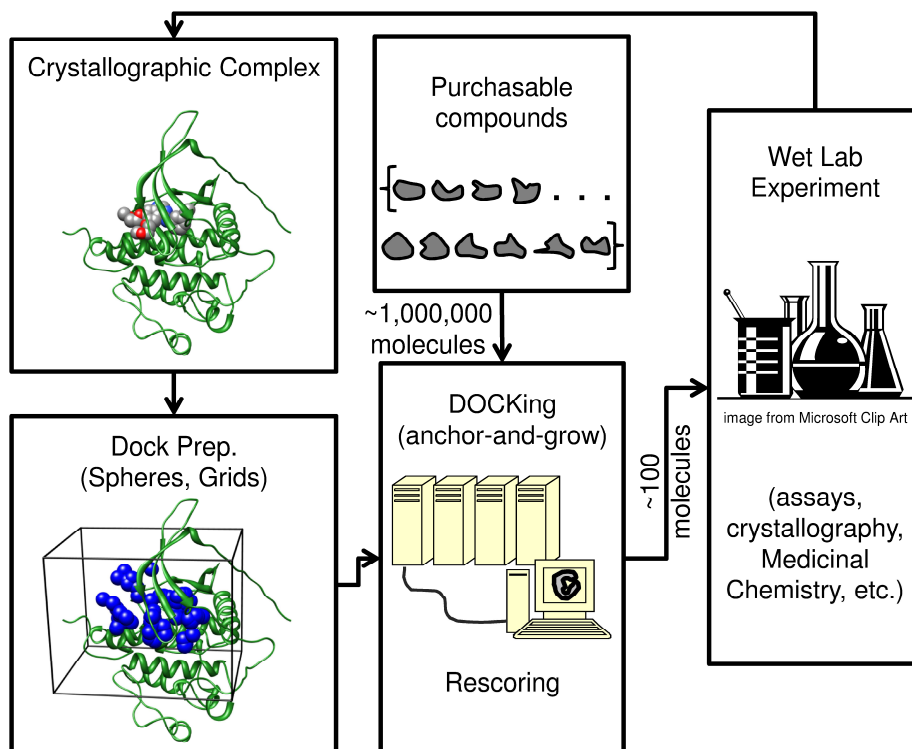 Crystallographic Complex
Purchasable
compounds
. . .
~1,000,000
molecules
Dock Prep.
(Spheres, Grids)
DOCKing
(anchor-and-grow)
Rescoring
~100
molecules
Wet Lab
Experiment
image from Microsoft Clip Art
(assays,
crystallography,
Medicinal
Chemistry, etc.)